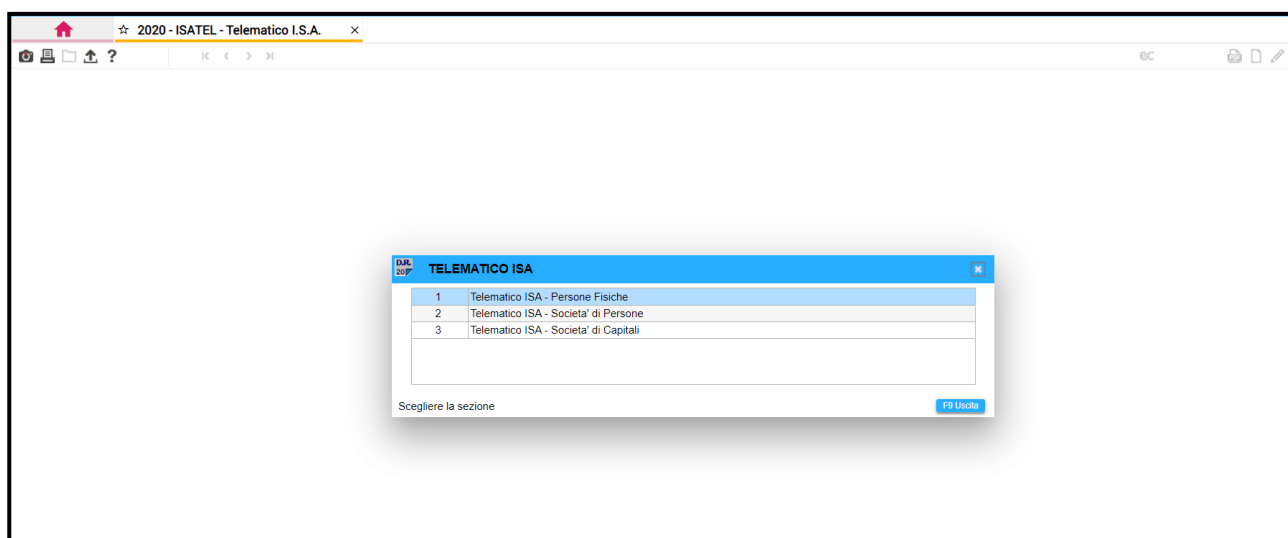 ☆ 2020 - ISATEL - Telematico I.S.A. ×
?
D.R. 20 TELEMATICO ISA
1 Telematico ISA - Persone Fisiche
2 Telematico ISA - Societa' di Persone
3 Telematico ISA - Societa' di Capitali
Scegliere la sezione F9 Uscita